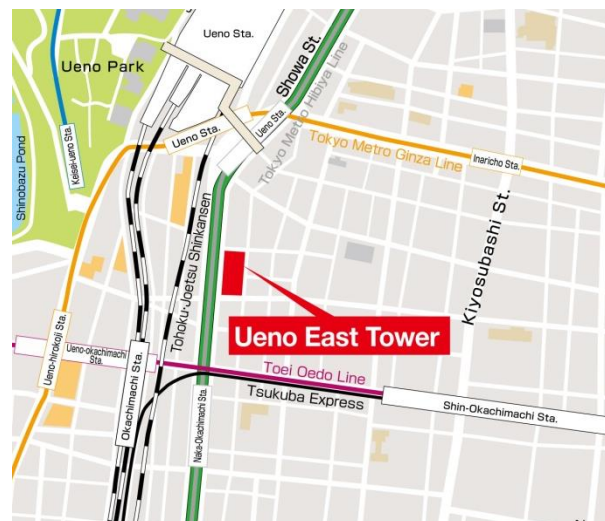 Ueno Sta.
Ueno Park
Showa St.
Tokyo Metro Hibiya Line
Ueno Sta.
Ueno Sta.
Tokyo Metro Ginza Line
Inaricho Sta.
Keisei-ueno Sta.
Shinobazu Pond
Kiyosubashi St.
Tohoku·Joetsu Shinkansen
Ueno East Tower
Ueno-hirokoji Sta.
Ueno-okachimachi
Sta.
Okachimachi Sta.
Toei Oedo Line
Tsukuba Express
Shin-Okachimachi Sta.
Naka-Okachimachi Sta.